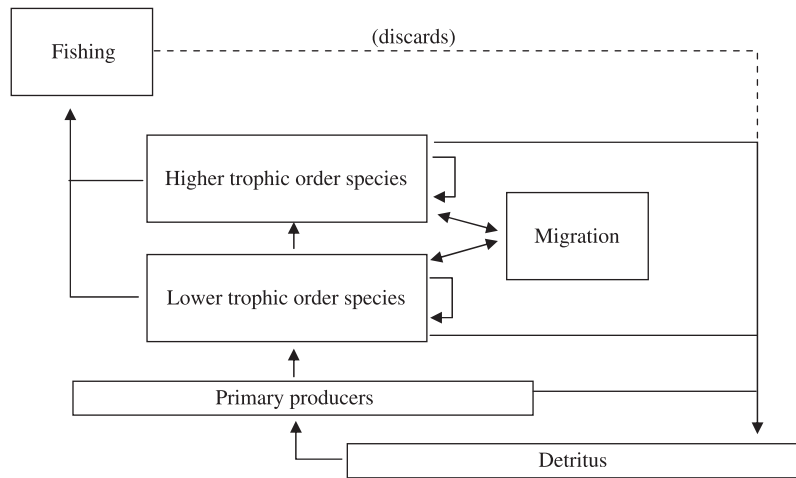 Fishing
(discards)
Higher trophic order species
Migration
Lower trophic order species
Primary producers
Detritus